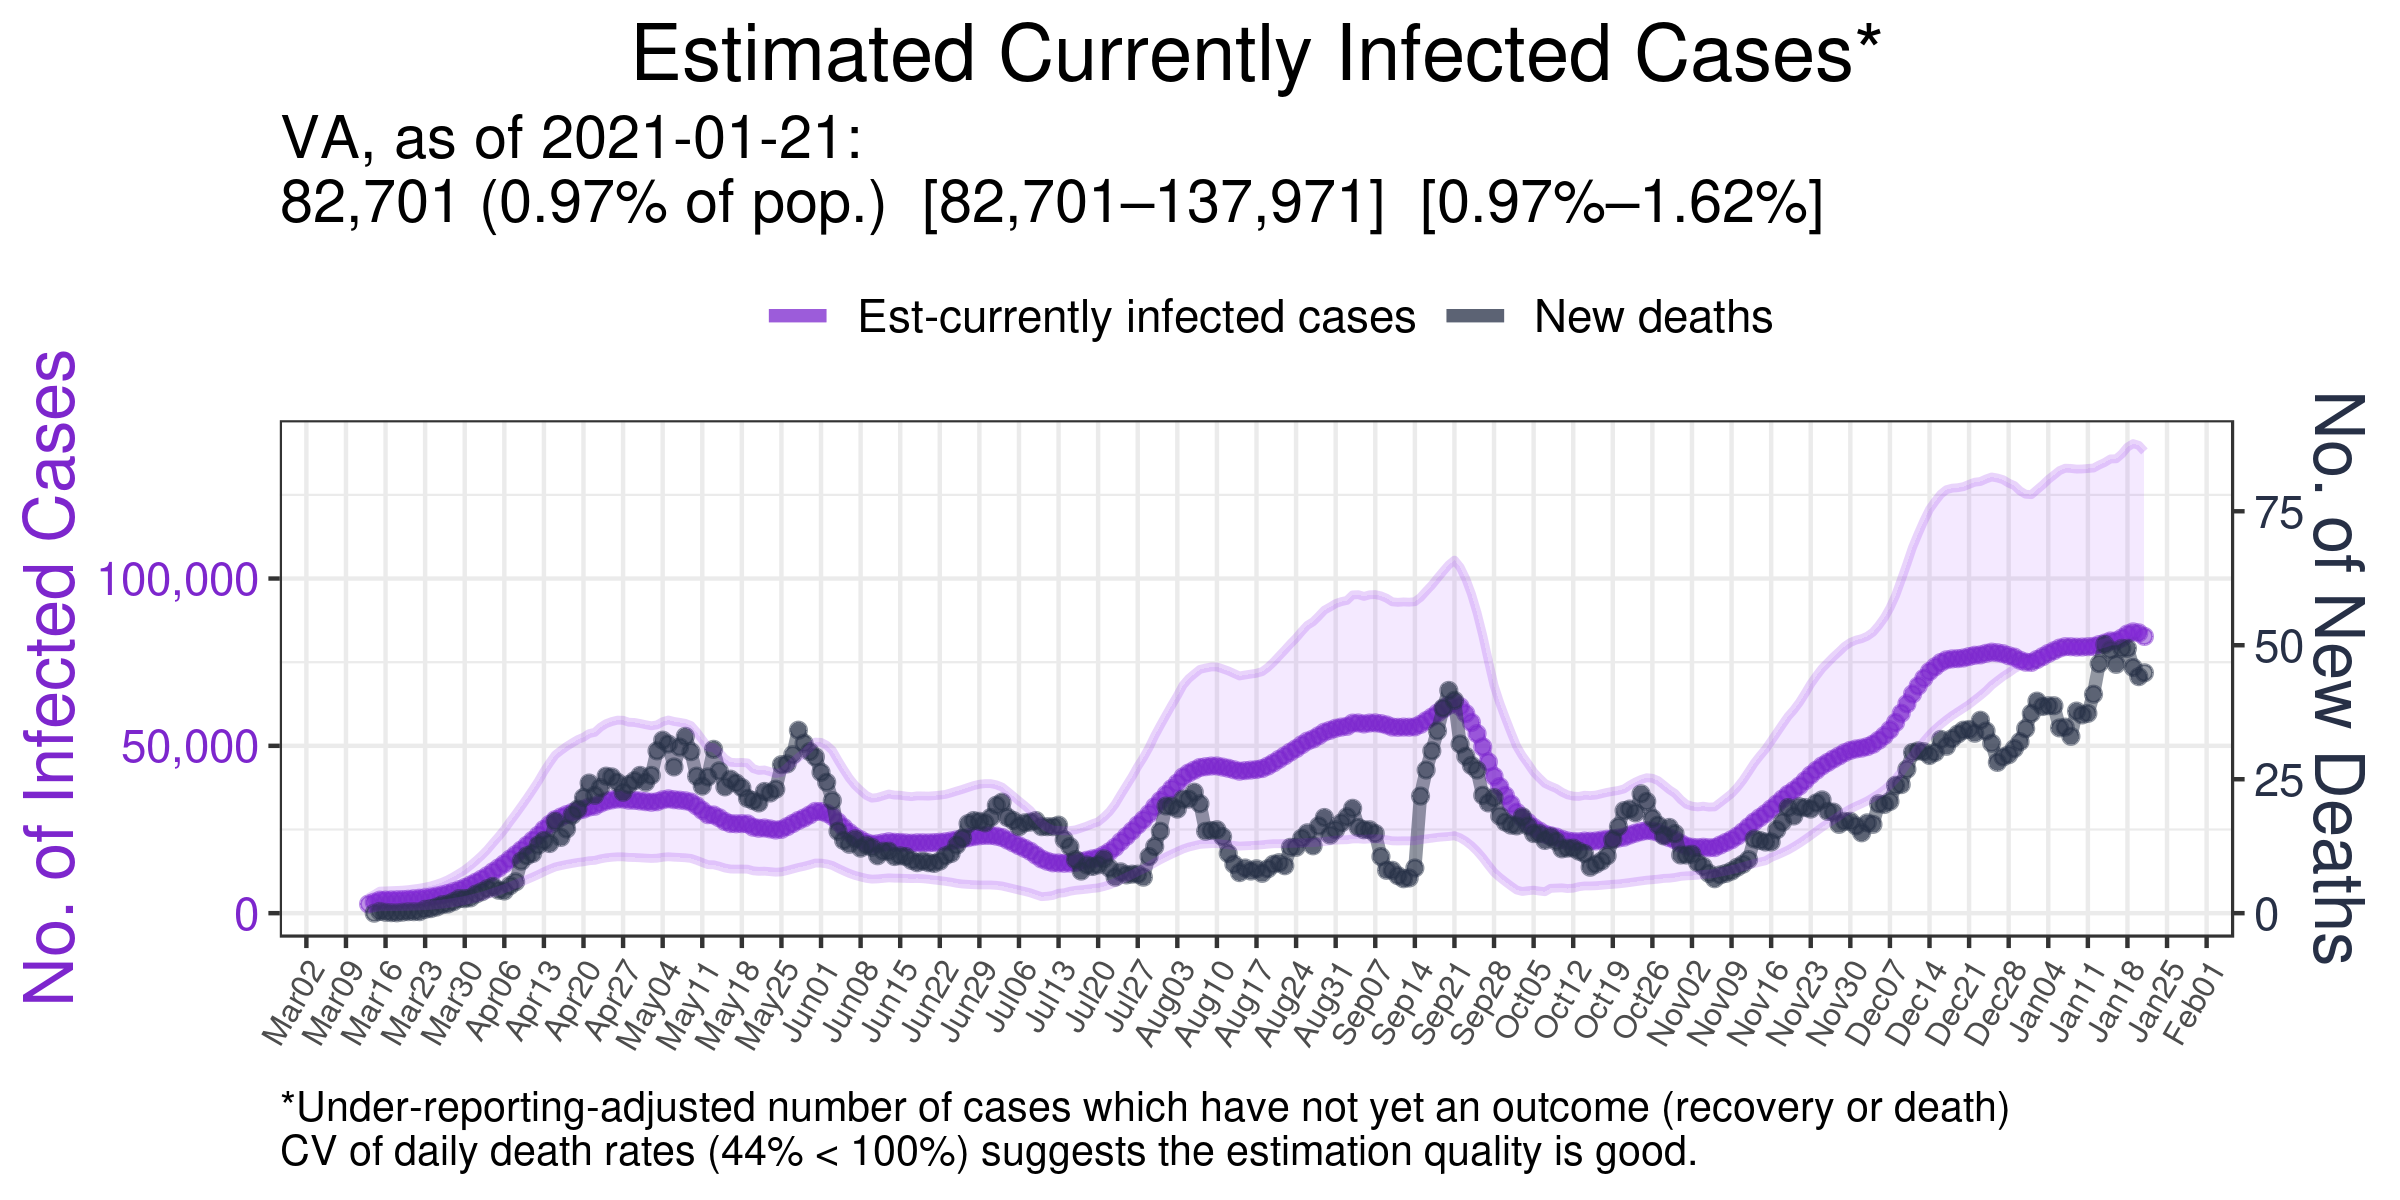 Estimated Currently Infected Cases*
VA, as of 2021-01-21:
82,701 (0.97% of pop.) [82,701–137,971] [0.97%–1.62%]
Est-currently infected cases
New deaths
No. of Infected Cases
100,000
50,000
0
75
50
25
0
No. of New Deaths
Mar02
Mar09
Mar16
Mar23
Mar30
Apr06
Apr13
Apr20
Apr27
May04
May11
May18
May25
Jun01
Jun08
Jun15
Jun22
Jun29
Jul06
Jul13
Jul20
Jul27
Aug03
Aug10
Aug17
Aug24
Aug31
Sep07
Sep14
Sep21
Sep28
Oct05
Oct12
Oct19
Oct26
Nov02
Nov09
Nov16
Nov23
Nov30
Dec07
Dec14
Dec21
Dec28
Jan04
Jan11
Jan18
Jan25
Feb01
*Under-reporting-adjusted number of cases which have not yet an outcome (recovery or death)
CV of daily death rates (44% < 100%) suggests the estimation quality is good.